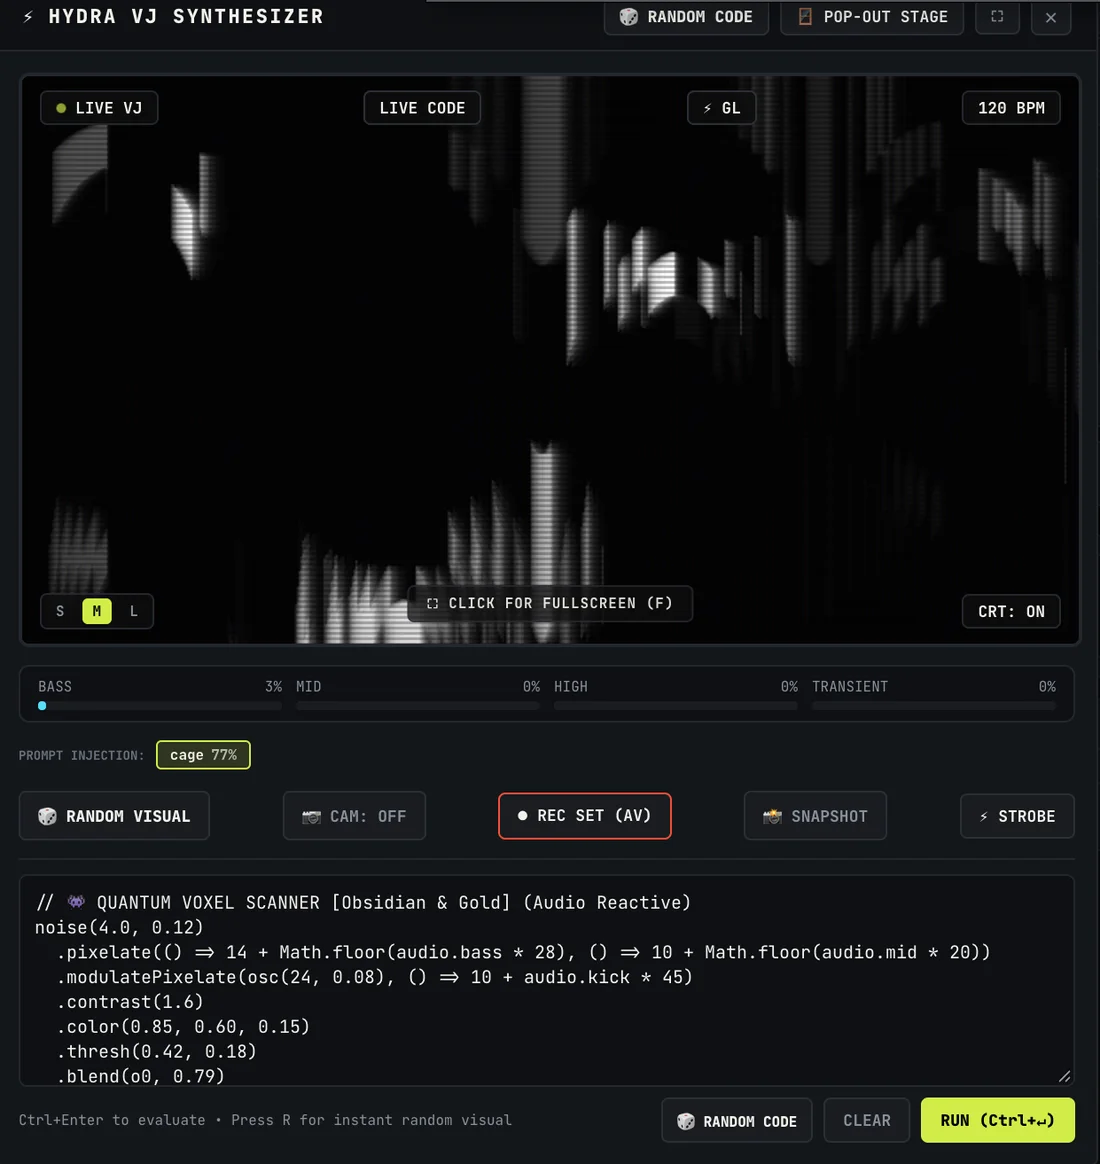 ⚡ HYDRA VJ SYNTHESIZER
🎲 RANDOM CODE
🚪 POP-OUT STAGE
LIVE VJ
LIVE CODE
⚡ GL
120 BPM
S M L
CLICK FOR FULLSCREEN (F)
CRT: ON
BASS 3% MID 0% HIGH 0% TRANSIENT 0%
PROMPT INJECTION: cage 77%
🎲 RANDOM VISUAL
📷 CAM: OFF
● REC SET (AV)
📸 SNAPSHOT
⚡ STROBE
// 👾 QUANTUM VOXEL SCANNER [Obsidian & Gold] (Audio Reactive)
noise(4.0, 0.12)
  .pixelate(() => 14 + Math.floor(audio.bass * 28), () => 10 + Math.floor(audio.mid * 20))
  .modulatePixelate(osc(24, 0.08), () => 10 + audio.kick * 45)
  .contrast(1.6)
  .color(0.85, 0.60, 0.15)
  .thresh(0.42, 0.18)
  .blend(o0, 0.79)
Ctrl+Enter to evaluate • Press R for instant random visual
🎲 RANDOM CODE
CLEAR
RUN (Ctrl+↵)